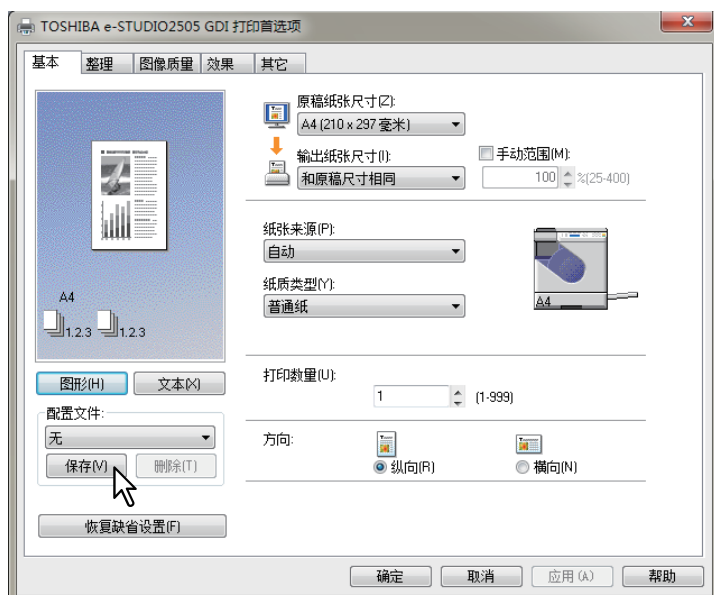 TOSHIBA e-STUDIO2505 GDI 打印首选项
基本 整理 图像质量 效果 其它
原稿纸张尺寸(Z):
A4 (210 x 297 毫米)
输出纸张尺寸(I): 手动范围(M):
和原稿尺寸相同 100 %(25-400)
纸张来源(P):
自动
纸质类型(Y):
普通纸
A4
A4
1.2.3 1.2.3
图形(H) 文本(X)
打印数量(U):
1 (1-999)
配置文件:
无
保存(V) 删除(T)
方向:
纵向(R) 横向(N)
恢复缺省设置(F)
确定 取消 应用 (A) 帮助